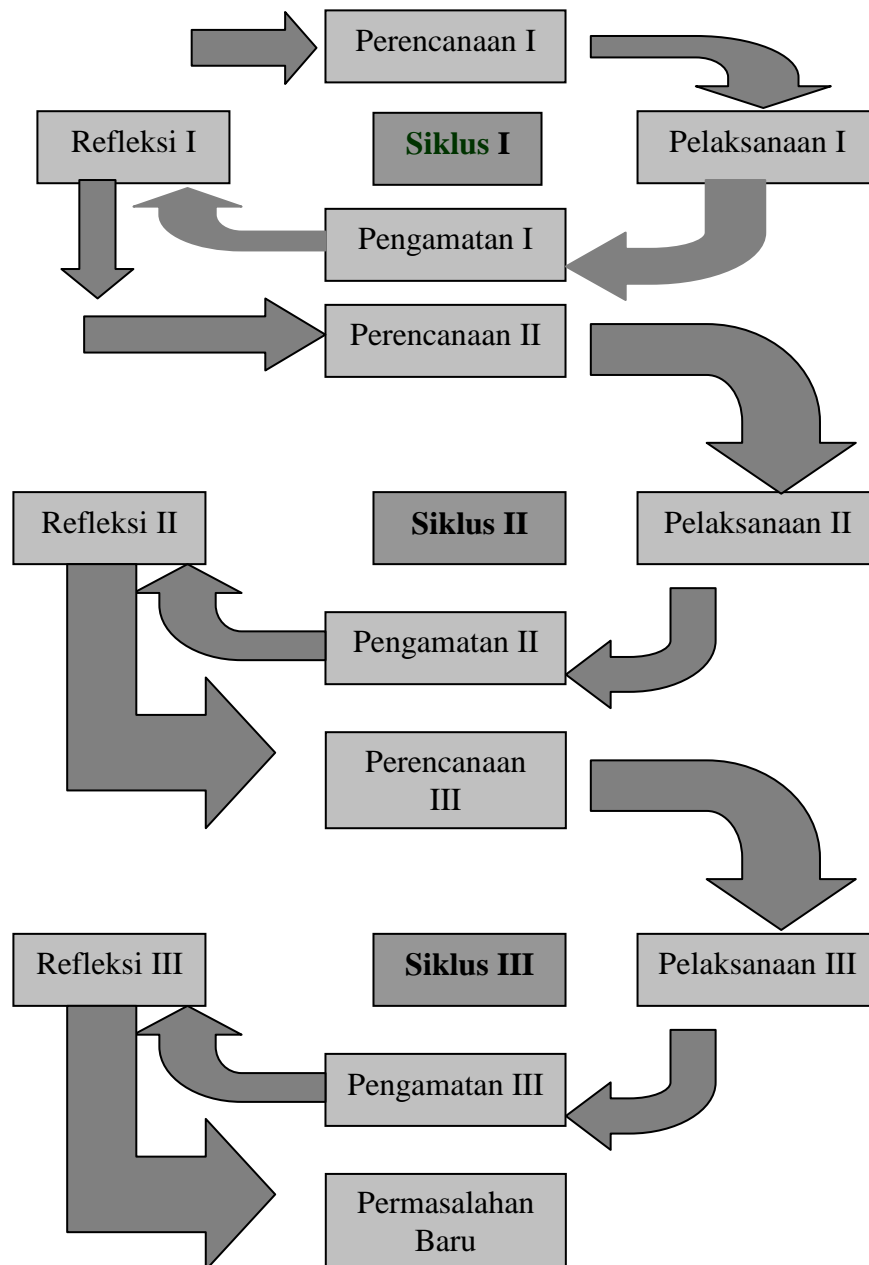 Perencanaan I
Refleksi I
Siklus I
Pelaksanaan I
Pengamatan I
Perencanaan II
Refleksi II
Siklus II
Pelaksanaan II
Pengamatan II
Perencanaan
III
Refleksi III
Siklus III
Pelaksanaan III
Pengamatan III
Permasalahan
Baru